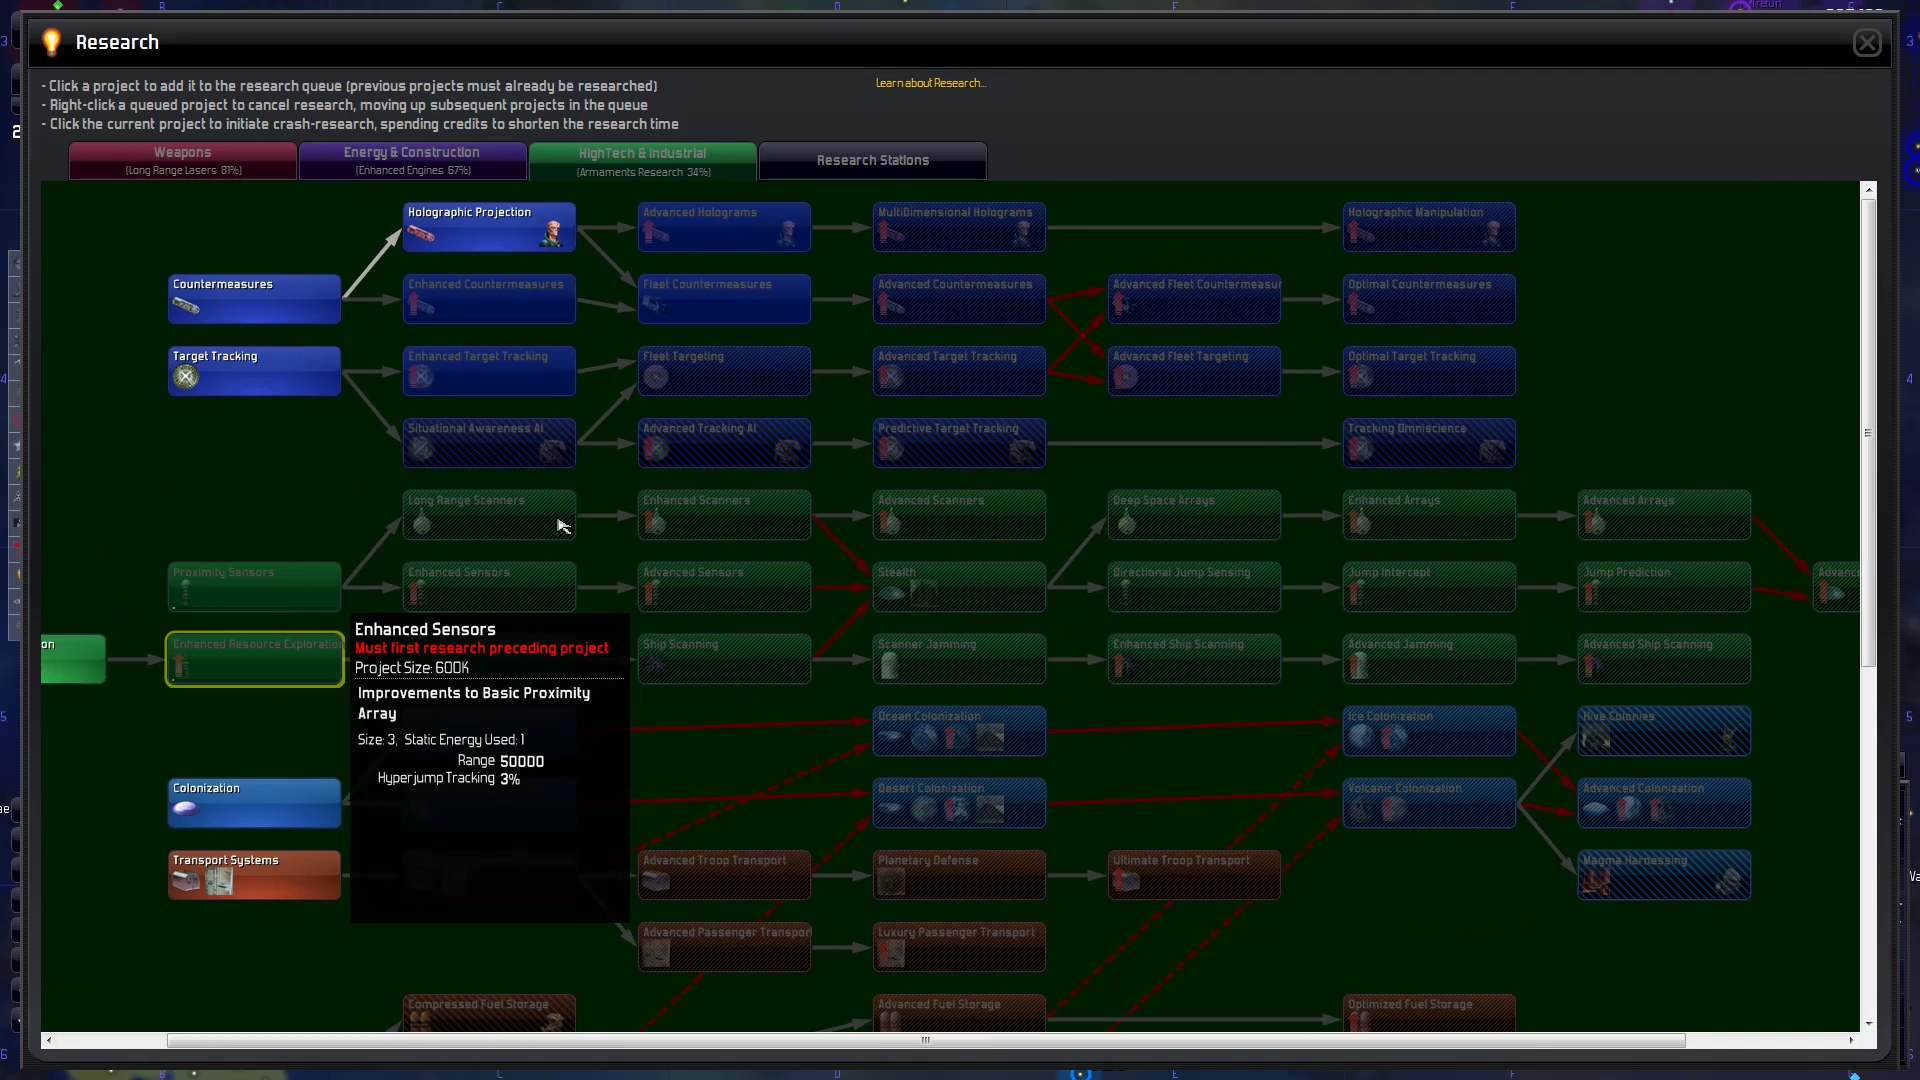 Research
- Click a project to add it to the research queue (previous projects must already be researched)
- Right-click a queued project to cancel research, moving up subsequent projects in the queue
- Click the current project to initiate crash-research, spending credits to shorten the research time
Learn about Research...
Weapons
(Long Range Lasers 81%)
Energy & Construction
(Enhanced Engines 67%)
HighTech & Industrial
(Armaments Research 34%)
Research Stations
Holographic Projection
Advanced Holograms
MultiDimensional Holograms
Holographic Manipulation
Countermeasures
Enhanced Countermeasures
Fleet Countermeasures
Advanced Countermeasures
Advanced Fleet Countermeasur
Optimal Countermeasures
Target Tracking
Enhanced Target Tracking
Fleet Targeting
Advanced Target Tracking
Advanced Fleet Targeting
Optimal Target Tracking
Situational Awareness AI
Advanced Tracking AI
Predictive Target Tracking
Tracking Omniscience
Long Range Scanners
Enhanced Scanners
Advanced Scanners
Deep Space Arrays
Enhanced Arrays
Advanced Arrays
Proximity Sensors
Enhanced Sensors
Advanced Sensors
Stealth
Directional Jump Sensing
Jump Intercept
Jump Prediction
Advance
on
Enhanced Resource Exploration
Ship Scanning
Scanner Jamming
Enhanced Ship Scanning
Advanced Jamming
Advanced Ship Scanning
Enhanced Sensors
Must first research preceding project
Project Size: 600K
Improvements to Basic Proximity
Array
Size: 3, Static Energy Used: 1
Range 50000
Hyperjump Tracking 3%
Ocean Colonization
Ice Colonization
Hive Colonies
Colonization
Desert Colonization
Volcanic Colonization
Advanced Colonization
Transport Systems
Advanced Troop Transport
Planetary Defense
Ultimate Troop Transport
Magma Harnessing
Advanced Passenger Transpor
Luxury Passenger Transport
Compressed Fuel Storage
Advanced Fuel Storage
Optimized Fuel Storage